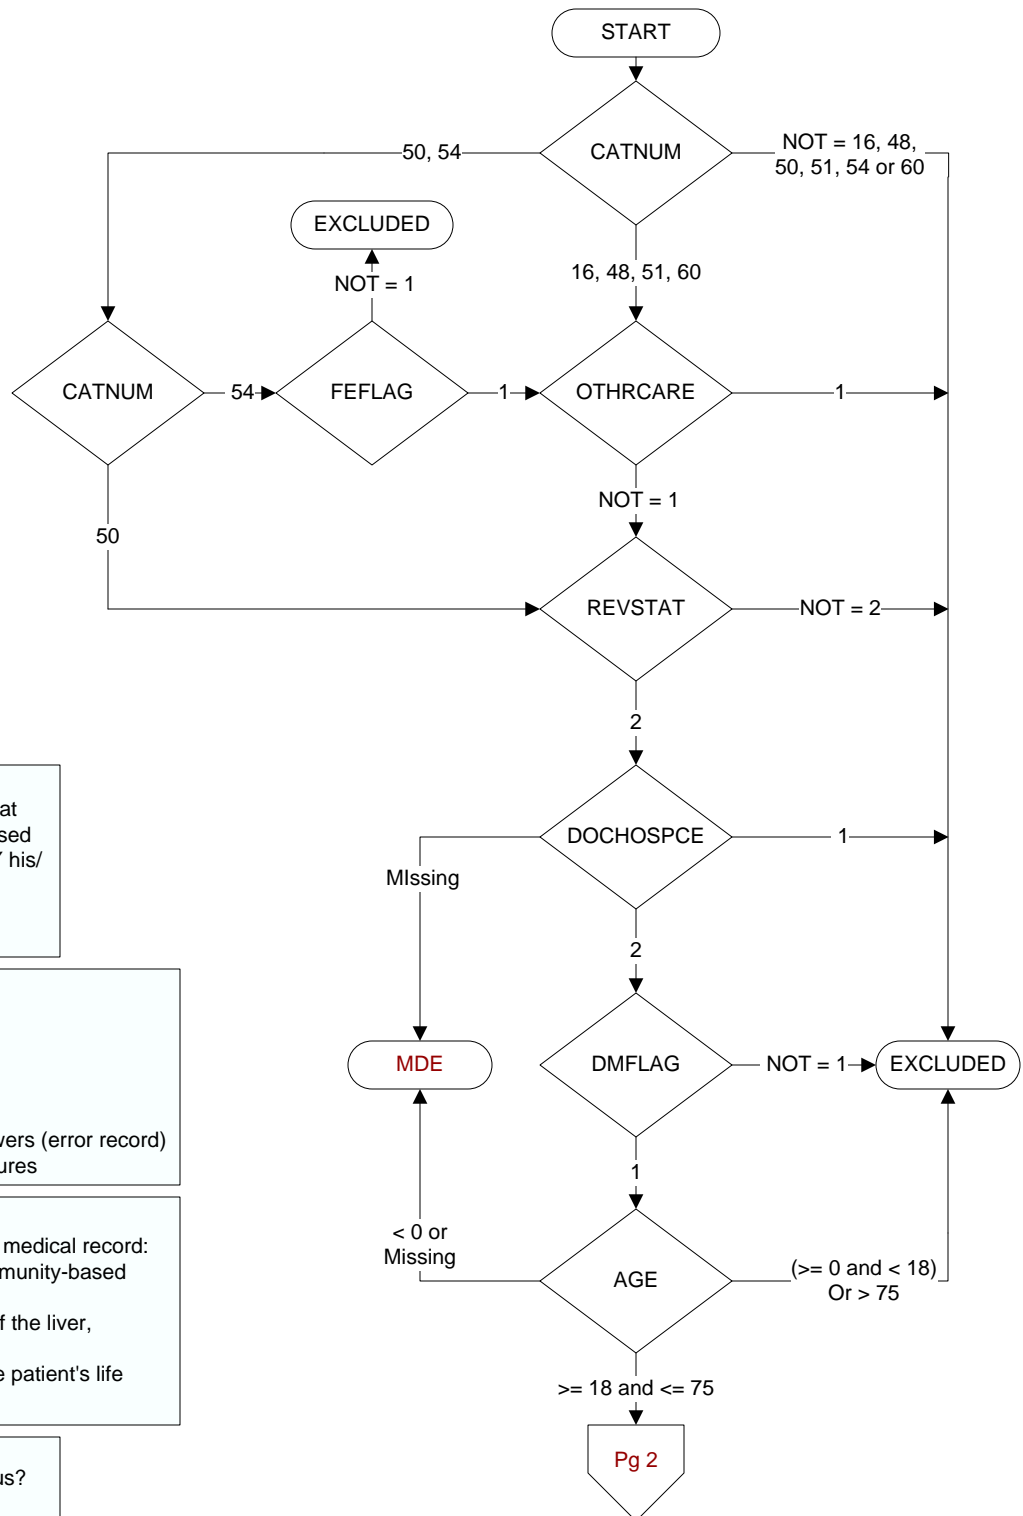 START
CATNUM
50, 54
NOT = 16, 48,
50, 51, 54 or 60
EXCLUDED
NOT = 1
16, 48, 51, 60
CATNUM
54
FEFLAG
1
OTHRCARE
1
NOT = 1
50
REVSTAT
NOT = 2
2
at
sed
his/
DOCHOSPCE
1
MIssing
2
MDE
DMFLAG
NOT = 1
EXCLUDED
wers (error record)
ures
1
medical record:
munity-based
f the liver,
e patient's life
< 0 or
Missing
AGE
(>= 0 and < 18)
Or > 75
>= 18 and <= 75
Pg 2
us?